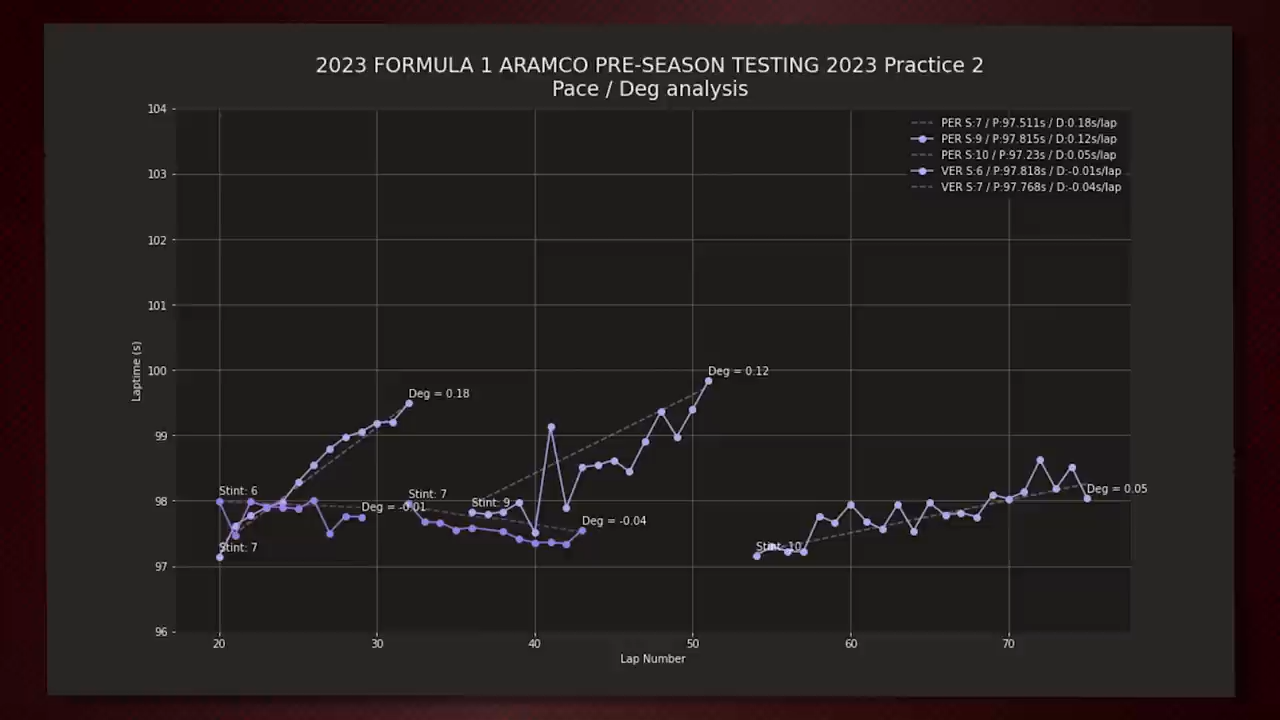 2023 FORMULA 1 ARAMCO PRE-SEASON TESTING 2023 Practice 2
Pace / Deg analysis
PER S:7 / P:97.511s / D:0.18s/lap
PER S:9 / P:97.815s / D:0.12s/lap
PER S:10 / P:97.23s / D:0.05s/lap
VER S:6 / P:97.818s / D:-0.01s/lap
VER S:7 / P:97.768s / D:-0.04s/lap
Laptime (s)
104
103
102
101
100
99
98
97
96
Deg = 0.12
Deg = 0.18
Stint: 6
Stint: 7
Stint: 9
Deg = 0.05
Deg = -0.01
Deg = -0.04
Stint: 7
Stint: 10
20
30
40
50
60
70
Lap Number